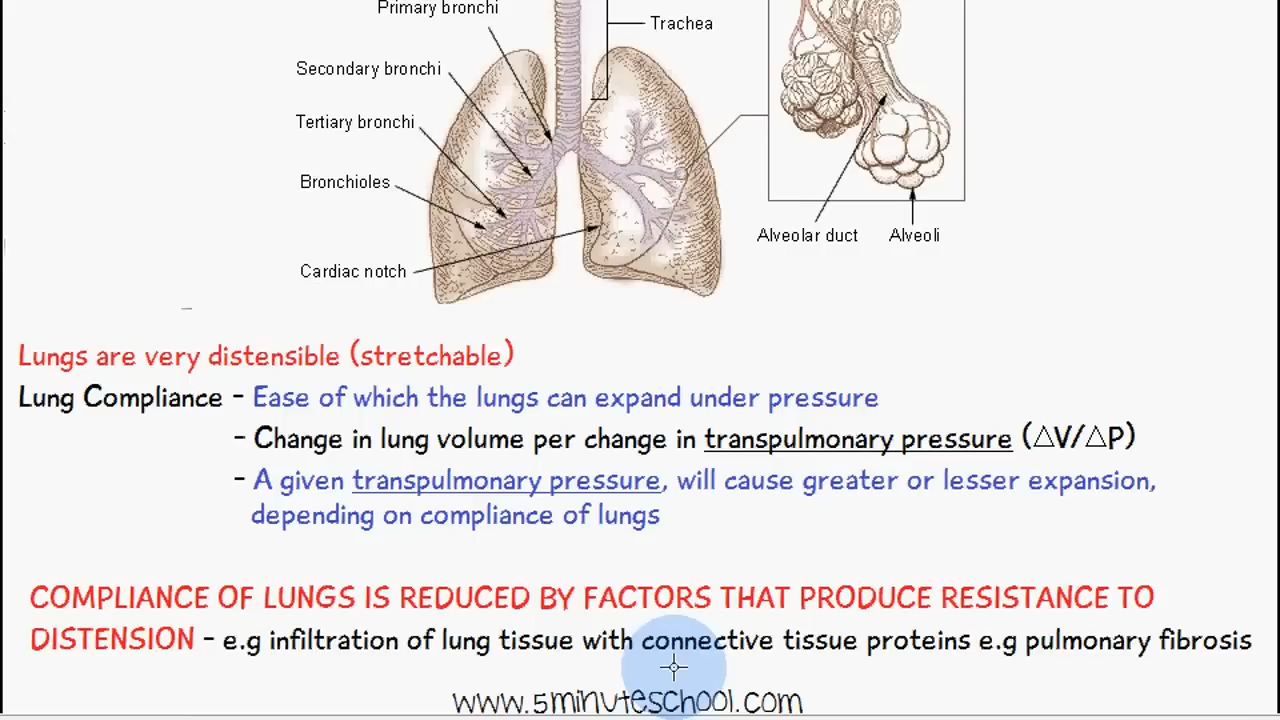 Primary bronchi
Trachea
Secondary bronchi
Tertiary bronchi
Bronchioles
Alveolar duct
Alveoli
Cardiac notch
Lungs are very distensible (stretchable)
Lung Compliance - Ease of which the lungs can expand under pressure
- Change in lung volume per change in transpulmonary pressure (△V/△P)
- A given transpulmonary pressure, will cause greater or lesser expansion,
depending on compliance of lungs
COMPLIANCE OF LUNGS IS REDUCED BY FACTORS THAT PRODUCE RESISTANCE TO
DISTENSION - e.g infiltration of lung tissue with connective tissue proteins e.g pulmonary fibrosis
www.5minuteschool.com